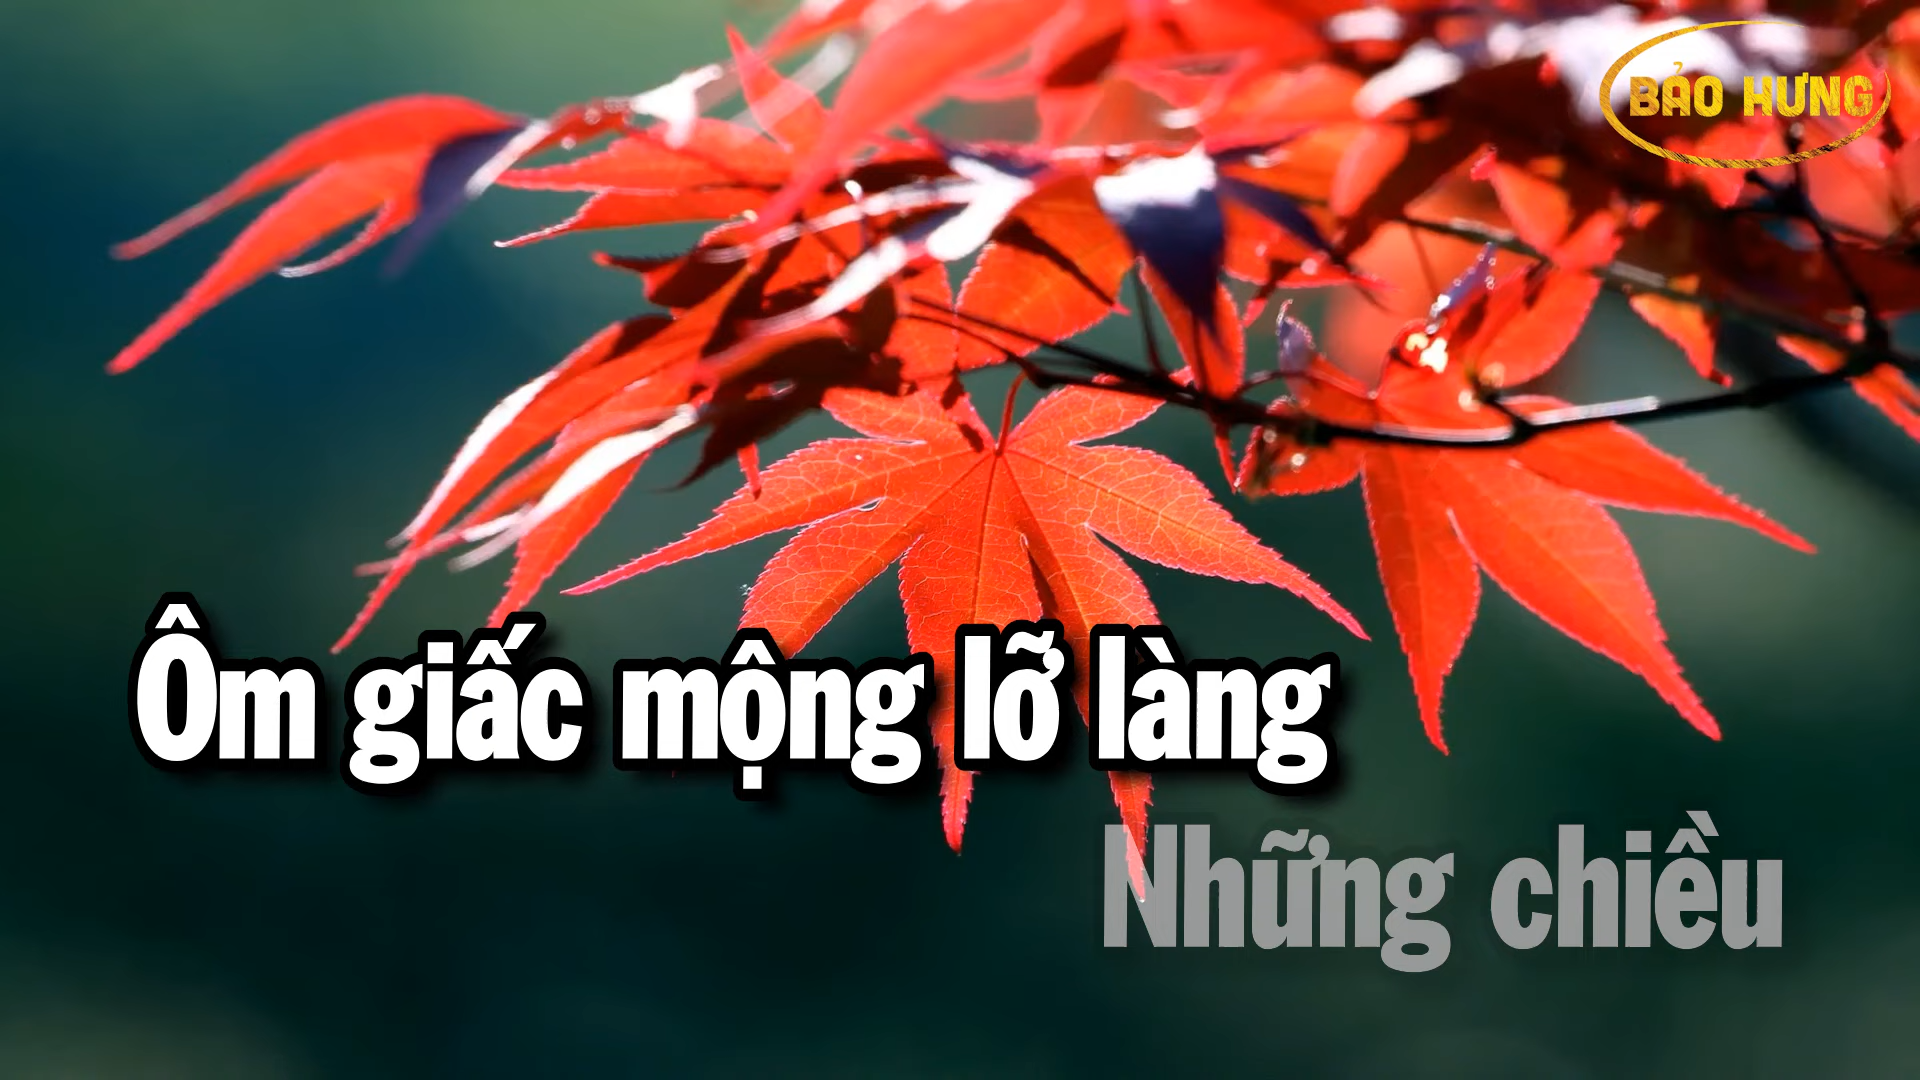 BẢO HƯNG
Ôm giấc mộng lỡ làng
Những chiều